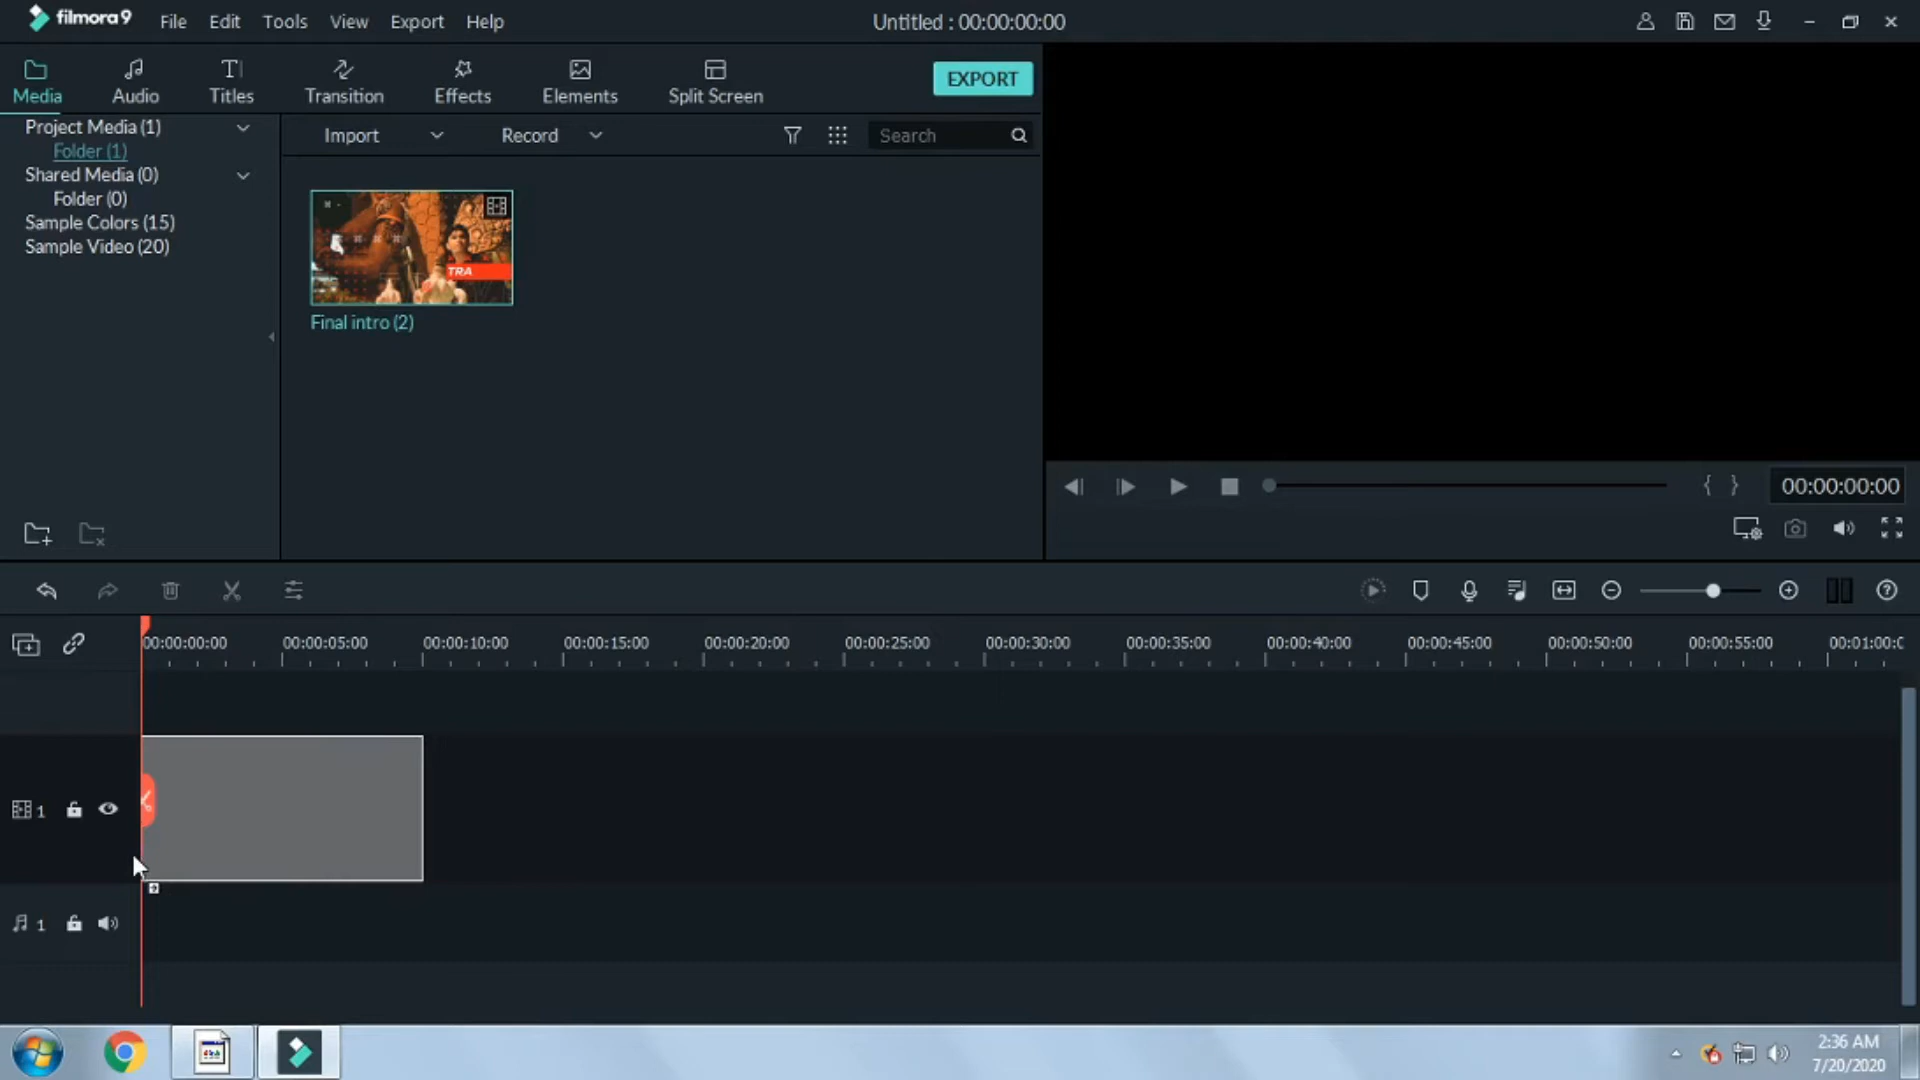 filmora9 File Edit Tools View Export Help Untitled : 00:00:00:00
Media Audio Titles Transition Effects Elements Split Screen EXPORT
Project Media (1)
Folder (1)
Shared Media (0)
Folder (0)
Sample Colors (15)
Sample Video (20)
Import Record Search
TRA
Final intro (2)
00:00:00:00
00:00:00:00 00:00:05:00 00:00:10:00 00:00:15:00 00:00:20:00 00:00:25:00 00:00:30:00 00:00:35:00 00:00:40:00 00:00:45:00 00:00:50:00 00:00:55:00 00:01:00:0
1
1
2:36 AM
7/20/2020